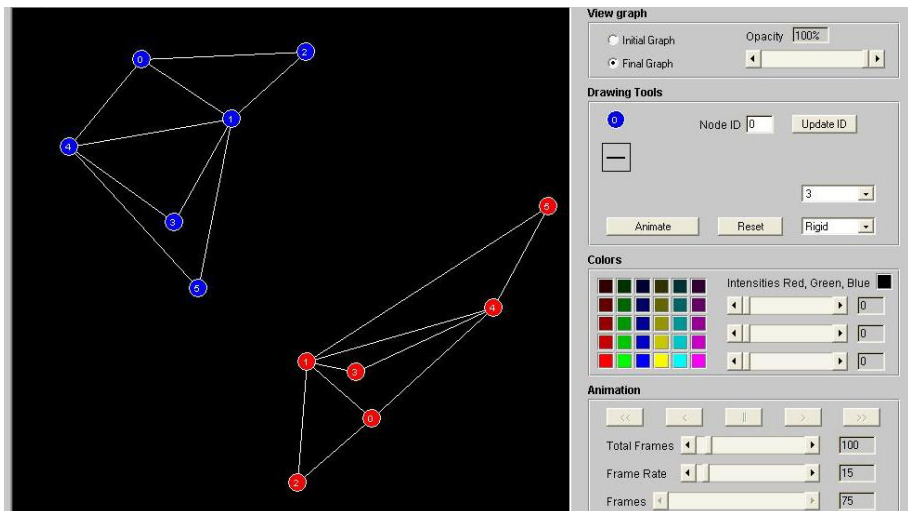 View graph
Initial Graph
Opacity 100%
Final Graph
Drawing Tools
0
Node ID 0
Update ID
3
Animate
Reset
Rigid
Colors
Intensities Red, Green, Blue
0
0
0
Animation
<< < || > >>
Total Frames 100
Frame Rate 15
Frames 75
0
2
1
4
3
5
5
4
1
3
0
2